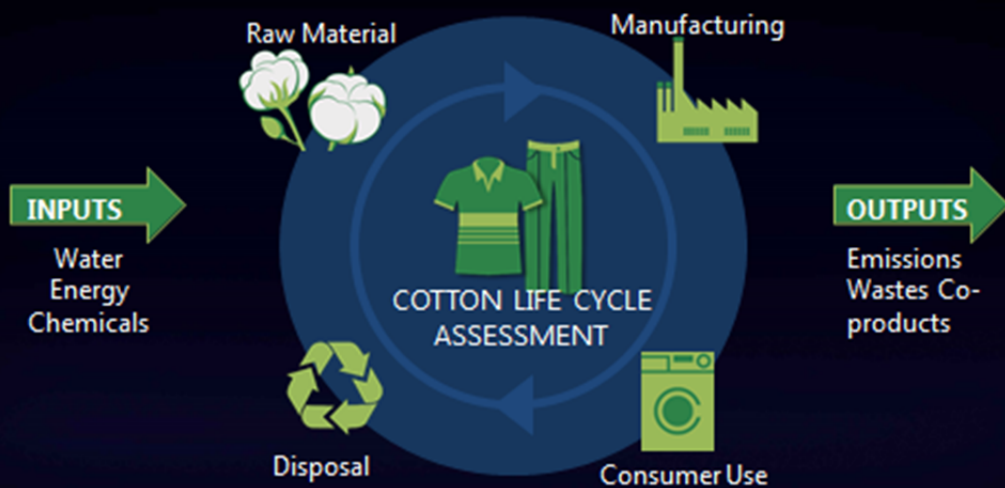 Raw Material
Manufacturing
INPUTS
Water
Energy
Chemicals
COTTON LIFE CYCLE
ASSESSMENT
OUTPUTS
Emissions
Wastes Co-
products
Disposal
Consumer Use